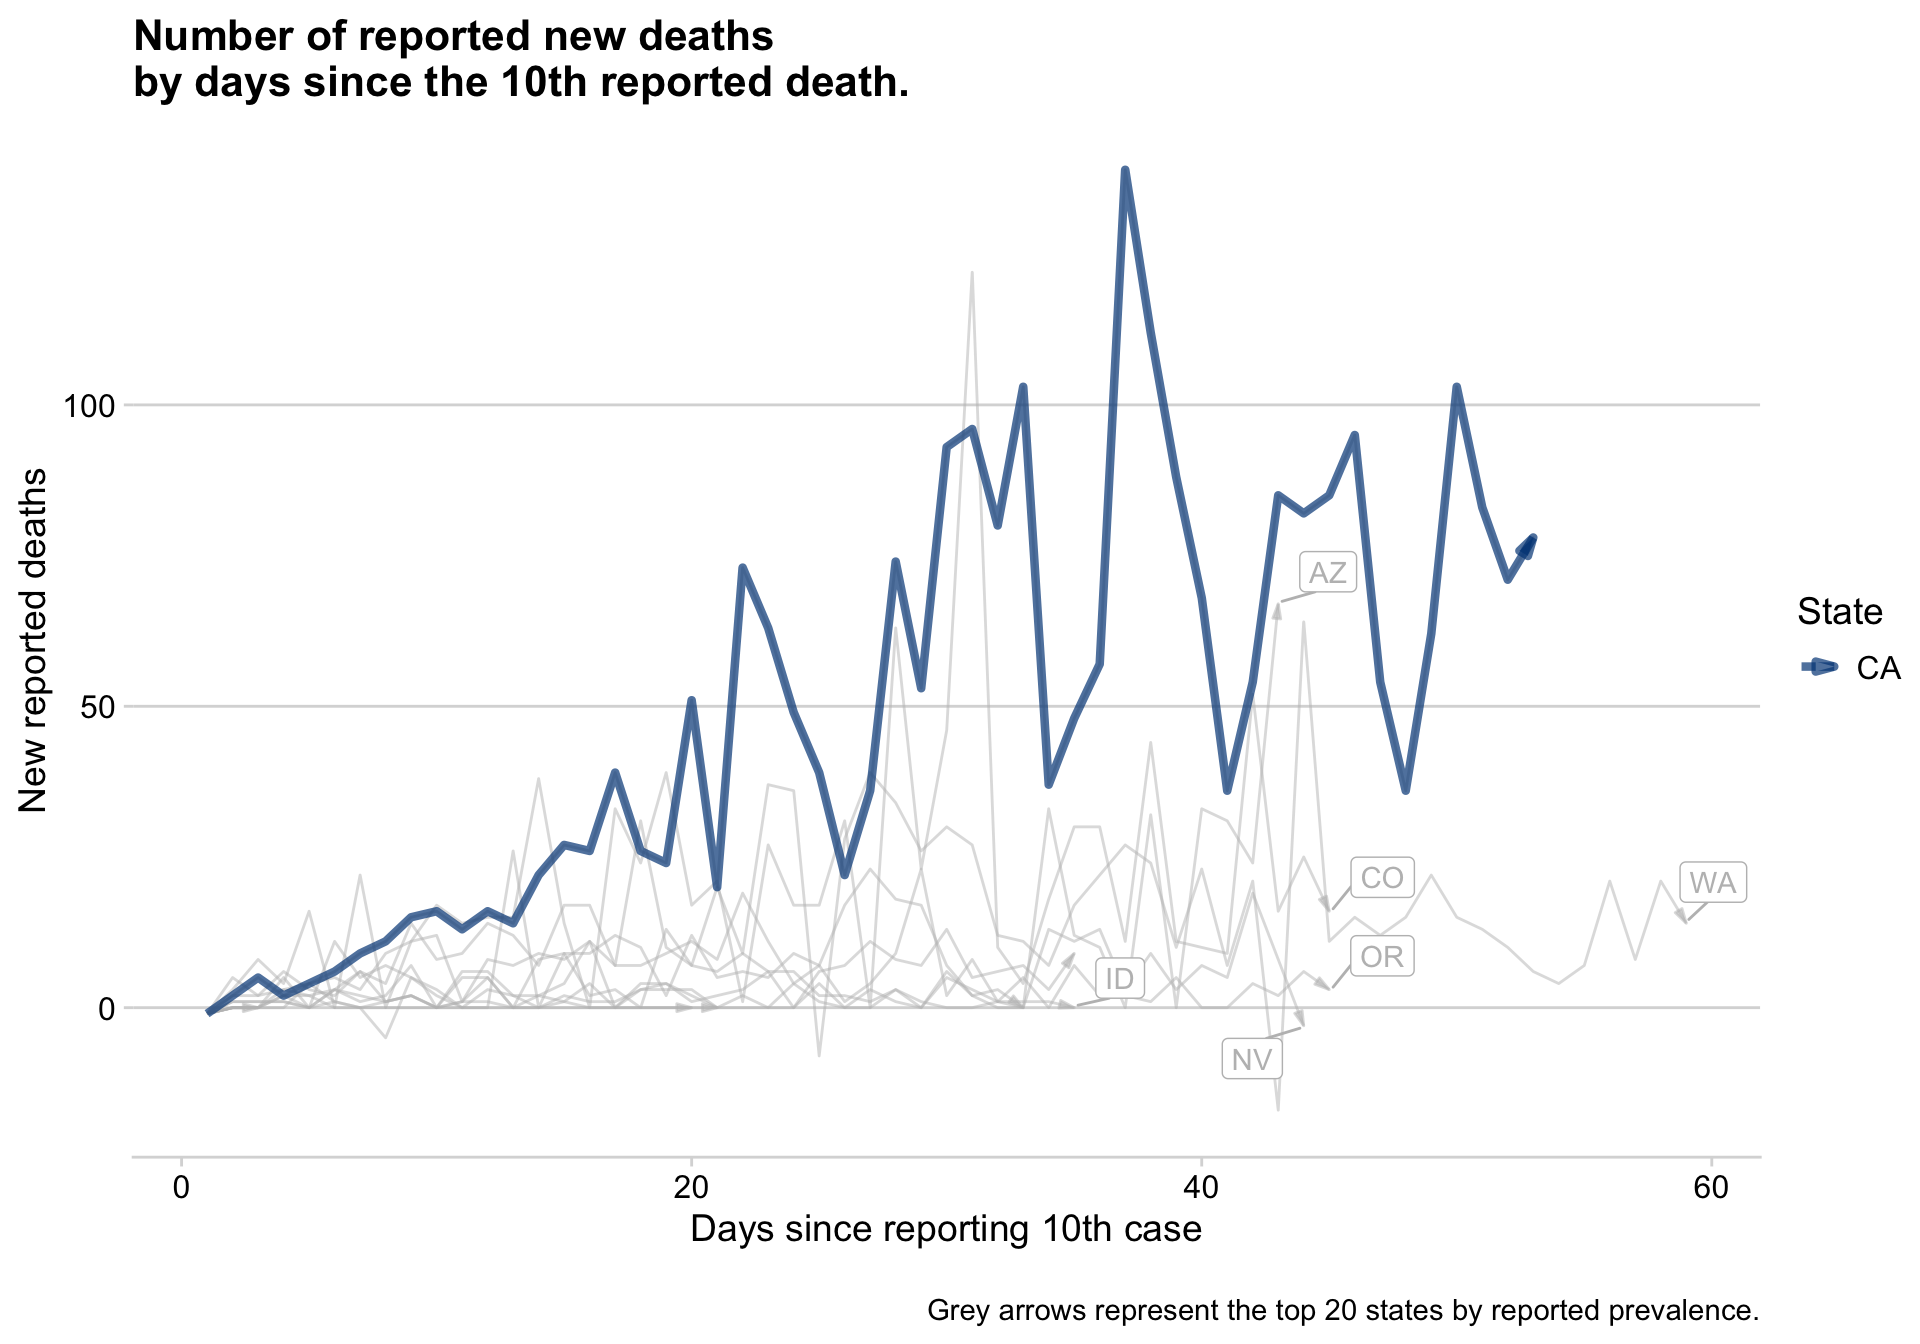 Number of reported new deaths
by days since the 10th reported death.
New reported deaths
100
50
0
AZ
CO
WA
OR
ID
NV
State
CA
0 20 40 60
Days since reporting 10th case
Grey arrows represent the top 20 states by reported prevalence.